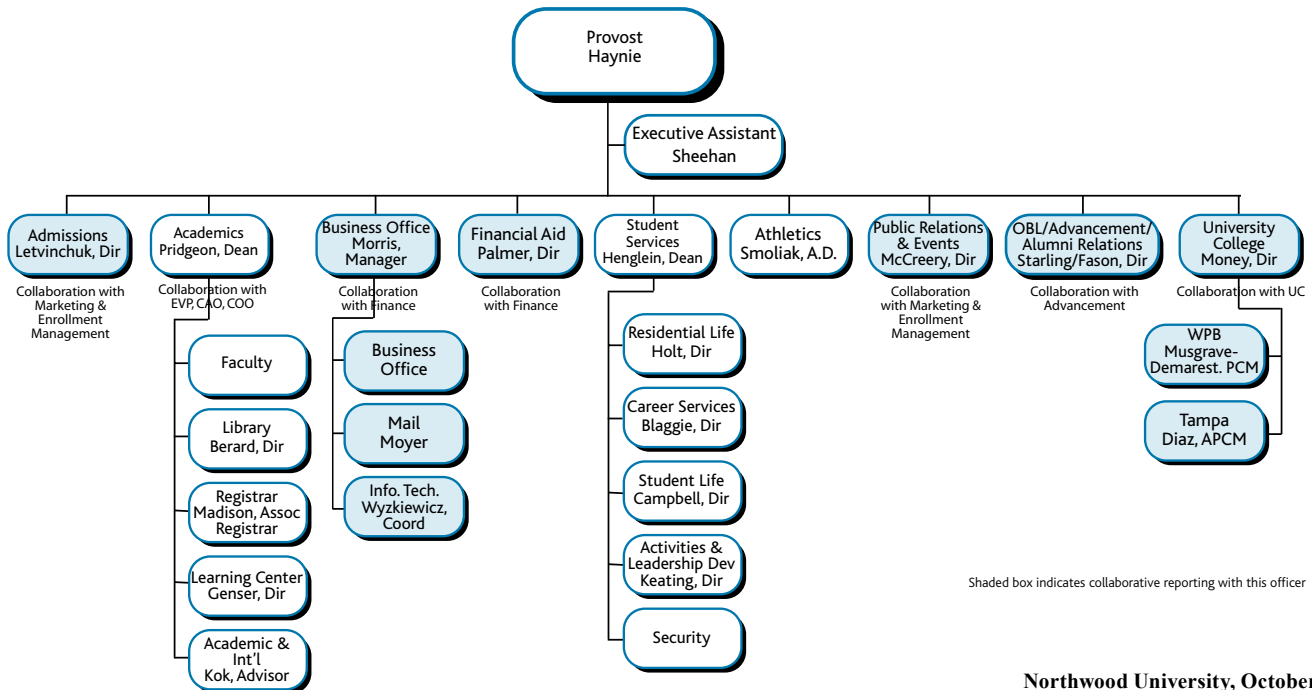 Provost
Haynie
Executive Assistant
Sheehan
Admissions
Letvinchuk, Dir
Collaboration with
Marketing &
Enrollment
Management
Academics
Pridgeon, Dean
Collaboration with
EVP, CAO, COO
Faculty
Library
Berard, Dir
Registrar
Madison, Assoc
Registrar
Learning Center
Genser, Dir
Academic &
Int'l
Kok, Advisor
Business Office
Morris,
Manager
Collaboration
with Finance
Business
Office
Mail
Moyer
Info. Tech.
Wyzkiewicz,
Coord
Financial Aid
Palmer, Dir
Collaboration
with Finance
Student
Services
Henglein, Dean
Residential Life
Holt, Dir
Career Services
Blaggie, Dir
Student Life
Campbell, Dir
Activities &
Leadership Dev
Keating, Dir
Security
Athletics
Smoliak, A.D.
Public Relations
& Events
McCreery, Dir
Collaboration
with Marketing &
Enrollment
Management
OBL/Advancement/
Alumni Relations
Starling/Fason, Dir
Collaboration with
Advancement
University
College
Money, Dir
Collaboration with UC
WPB
Musgrave-
Demarest. PCM
Tampa
Diaz, APCM
Shaded box indicates collaborative reporting with this officer
Northwood University, October